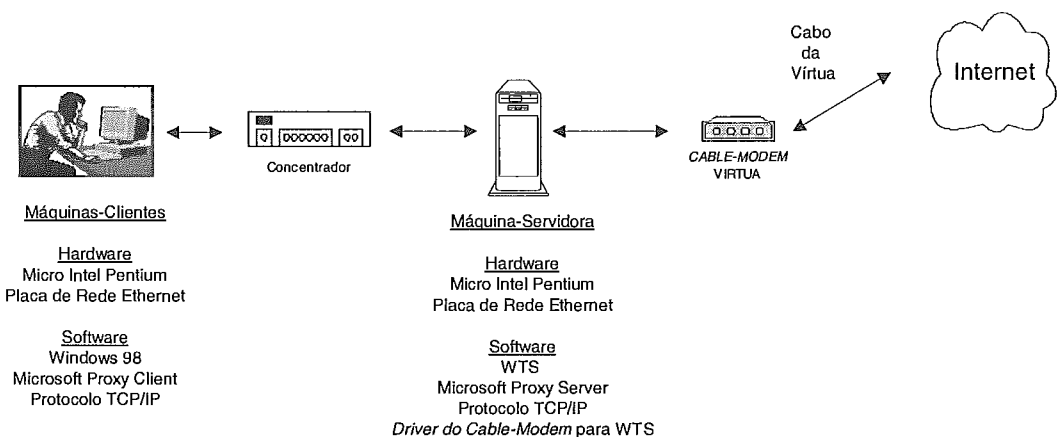 Cabo
da
Vírtua
Internet
Concentrador
CABLE-MODEM
VIRTUA
Máquinas-Clientes
Hardware
Micro Intel Pentium
Placa de Rede Ethernet
Software
Windows 98
Microsoft Proxy Client
Protocolo TCP/IP
Máquina-Servidora
Hardware
Micro Intel Pentium
Placa de Rede Ethernet
Software
WTS
Microsoft Proxy Server
Protocolo TCP/IP
Driver do Cable-Modem para WTS